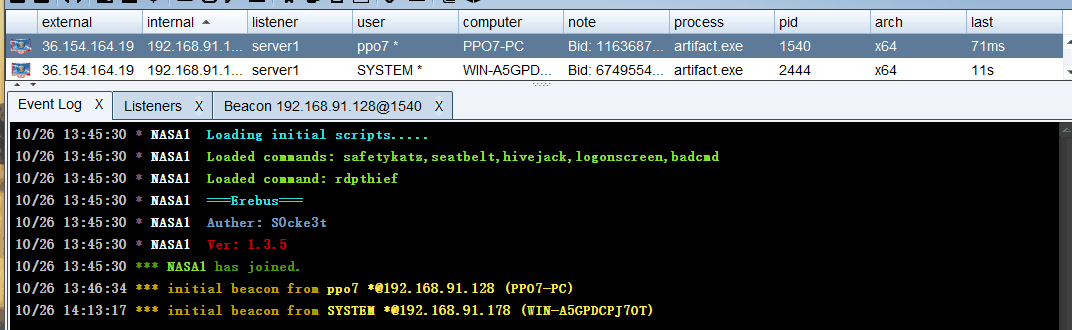 external internal listener user computer note process pid arch last
36.154.164.19 192.168.91.1... server1 ppo7 * PPO7-PC Bid: 1163687... artifact.exe 1540 x64 71ms
36.154.164.19 192.168.91.1... server1 SYSTEM * WIN-A5GPD... Bid: 6749554... artifact.exe 2444 x64 11s
Event Log X Listeners X Beacon 192.168.91.128@1540 X
10/26 13:45:30 * NASA1 Loading initial scripts.....
10/26 13:45:30 * NASA1 Loaded commands: safetykatz,seatbelt,hivejack,logonscreen,badcmd
10/26 13:45:30 * NASA1 Loaded command: rdpthief
10/26 13:45:30 * NASA1 ===Erebus===
10/26 13:45:30 * NASA1 Auther: S0cke3t
10/26 13:45:30 * NASA1 Ver: 1.3.5
10/26 13:45:30 *** NASA1 has joined.
10/26 13:46:34 *** initial beacon from ppo7 *@192.168.91.128 (PPO7-PC)
10/26 14:13:17 *** initial beacon from SYSTEM *@192.168.91.178 (WIN-A5GPDCPJ7OT)